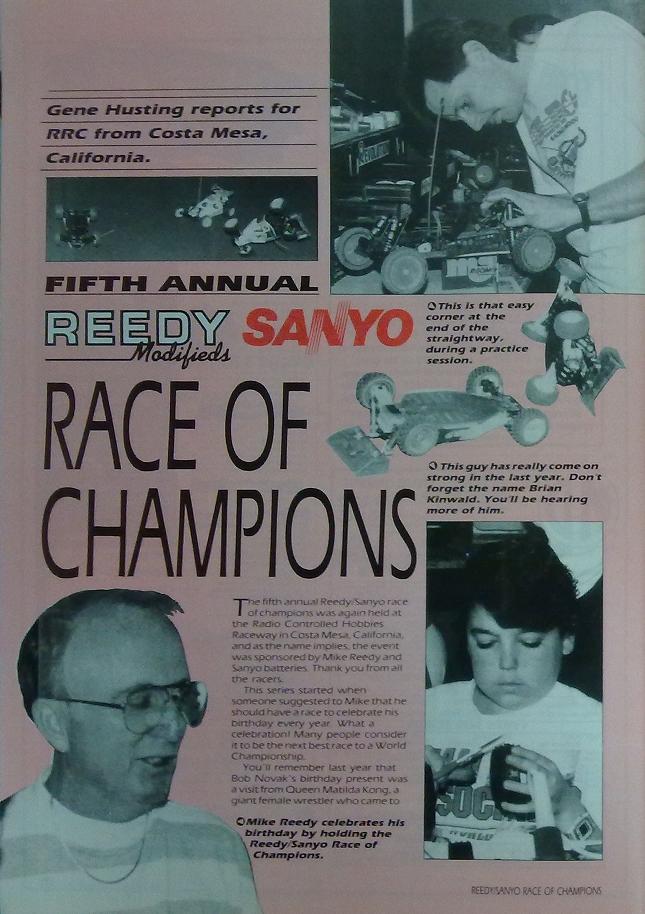 Gene Husting reports for
RRC from Costa Mesa,
California.
FIFTH ANNUAL
REEDY
Modifieds
SANYO
RACE OF
CHAMPIONS
This is that easy
corner at the
end of the
straightway,
during a practice
session.
This guy has really come on
strong in the last year. Don't
forget the name Brian
Kinwald. You'll be hearing
more of him.
The fifth annual Reedy/Sanyo race
of champions was again held at
the Radio Controlled Hobbies
Raceway in Costa Mesa, California,
and as the name implies, the event
was sponsored by Mike Reedy and
Sanyo batteries. Thank you from all
the racers.
This series started when
someone suggested to Mike that he
should have a race to celebrate his
birthday every year. What a
celebration! Many people consider
it to be the next best race to a World
Championship.
You'll remember last year that
Bob Novak's birthday present was
a visit from Queen Matilda Kong, a
giant female wrestler who came to
Mike Reedy celebrates his
birthday by holding the
Reedy/Sanyo Race of
Champions.
REEDY/SANYO RACE OF CHAMPIONS